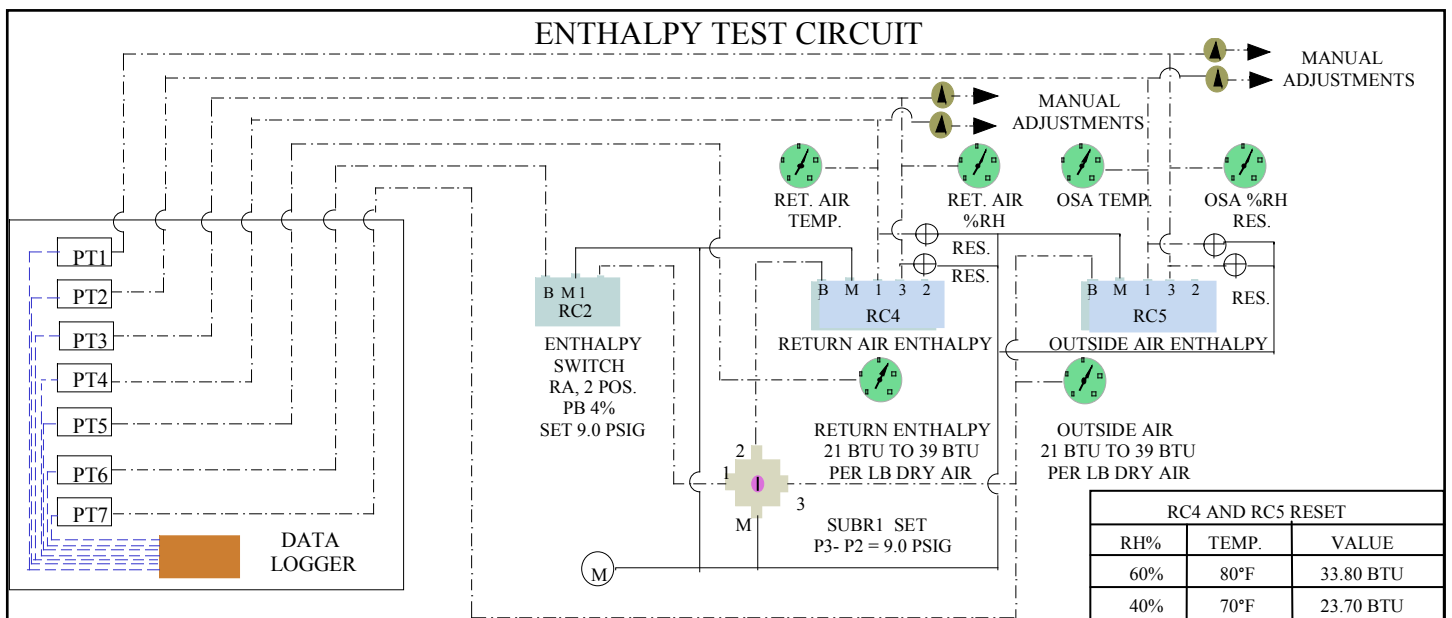 ENTHALPY TEST CIRCUIT
MANUAL
ADJUSTMENTS
MANUAL
ADJUSTMENTS
RET. AIR
TEMP.
RET. AIR
%RH
OSA TEMP.
OSA %RH
RES.
RES.
RES.
RES.
PT1
PT2
PT3
PT4
PT5
PT6
PT7
DATA
LOGGER
B M 1
RC2
ENTHALPY
SWITCH
RA, 2 POS.
PB 4%
SET 9.0 PSIG
B M 1 3 2
RC4
RETURN AIR ENTHALPY
B M 1 3 2
RC5
OUTSIDE AIR ENTHALPY
RETURN ENTHALPY
21 BTU TO 39 BTU
PER LB DRY AIR
OUTSIDE AIR
21 BTU TO 39 BTU
PER LB DRY AIR
2
1
3
M
SUBR1 SET
P3- P2 = 9.0 PSIG
M
RC4 AND RC5 RESET
RH% TEMP. VALUE
60% 80°F 33.80 BTU
40% 70°F 23.70 BTU